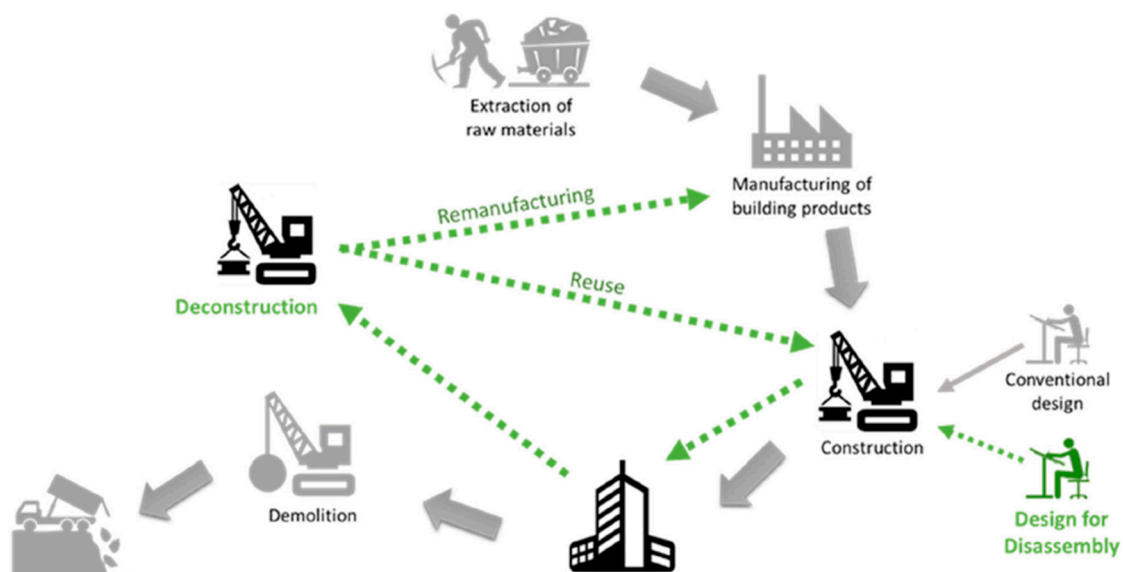 Extraction of
raw materials
Manufacturing of
building products
Remanufacturing
Reuse
Deconstruction
Conventional
design
Construction
Design for
Disassembly
Demolition